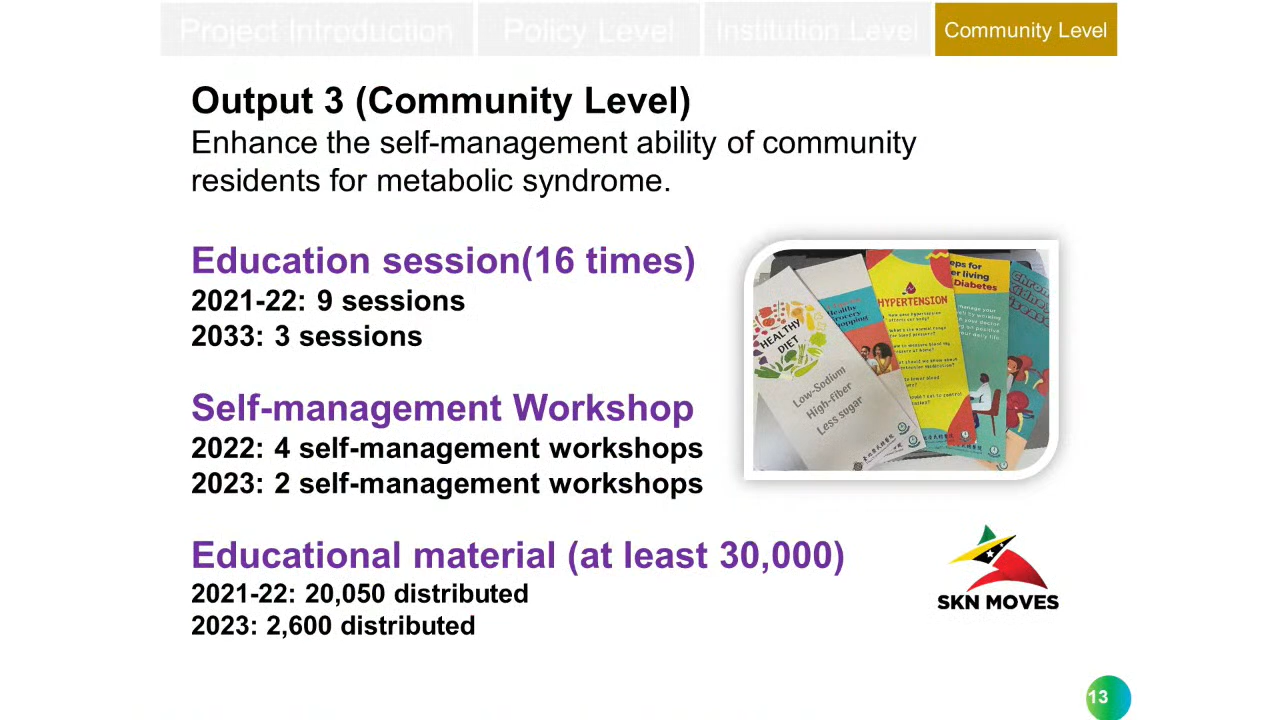 Project Introduction
Policy Level
Institution Level
Community Level
Output 3 (Community Level)
Enhance the self-management ability of community
residents for metabolic syndrome.
Education session(16 times)
2021-22: 9 sessions
2033: 3 sessions
HEALTHY
DIET
Low-Sodium
High-fiber
Less sugar
Healthy
Grocery
Shopping
HYPERTENSION
Diabetes
Self-management Workshop
2022: 4 self-management workshops
2023: 2 self-management workshops
Educational material (at least 30,000)
2021-22: 20,050 distributed
2023: 2,600 distributed
SKN MOVES
13